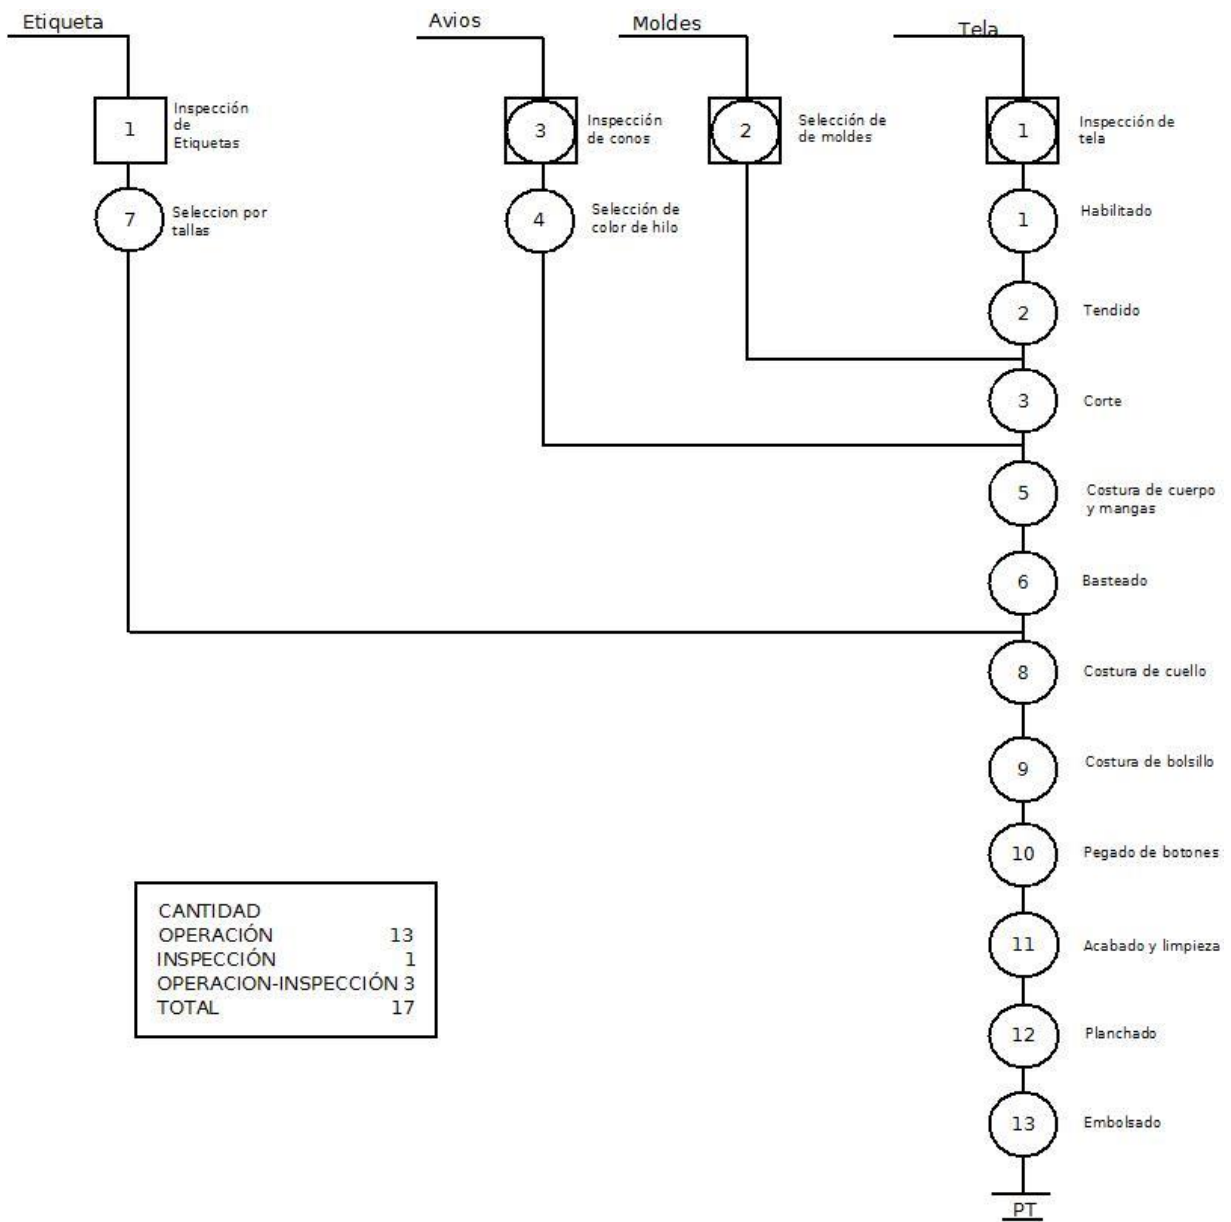 Etiqueta
Avios
Moldes
Tela
1
Inspección
de
Etiquetas
3
Inspección
de conos
2
Selección de
de moldes
1
Inspección de
tela
7
Seleccion por
tallas
4
Selección de
color de hilo
1
Habilitado
2
Tendido
3
Corte
5
Costura de cuerpo
y mangas
6
Basteado
8
Costura de cuello
9
Costura de bolsillo
10
Pegado de botones
11
Acabado y limpieza
12
Planchado
13
Embolsado
PT
CANTIDAD
OPERACIÓN 13
INSPECCIÓN 1
OPERACION-INSPECCIÓN 3
TOTAL 17